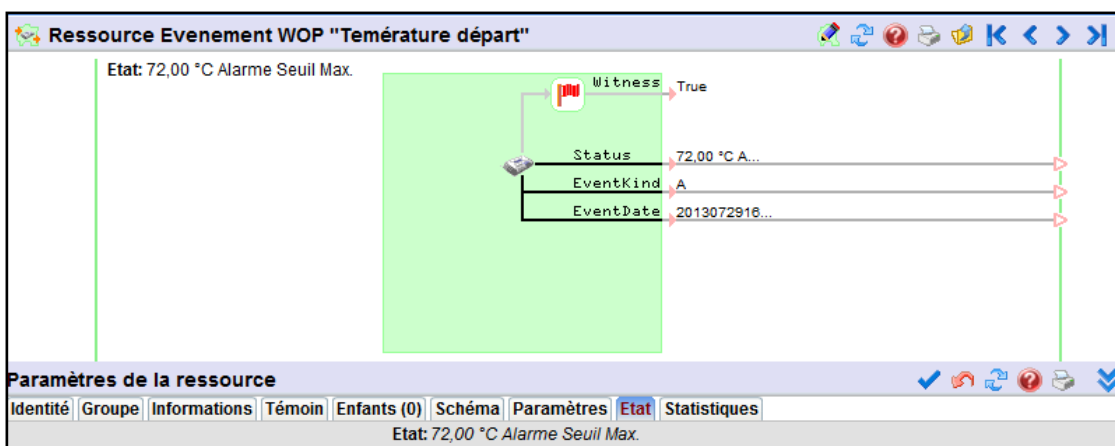 Ressource Evenement WOP "Temérature départ"
Etat: 72,00 °C Alarme Seuil Max.
Witness True
Status 72,00 °C A...
EventKind A
EventDate 2013072916...
Paramètres de la ressource
Identité Groupe Informations Témoin Enfants (0) Schéma Paramètres Etat Statistiques
Etat: 72,00 °C Alarme Seuil Max.